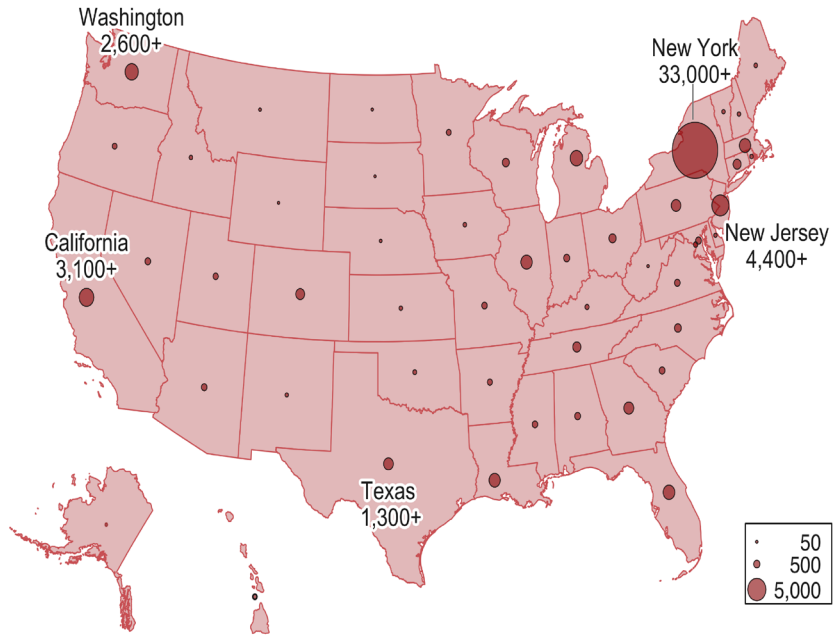 Washington
2,600+
New York
33,000+
New Jersey
4,400+
California
3,100+
Texas
1,300+
50
500
5,000